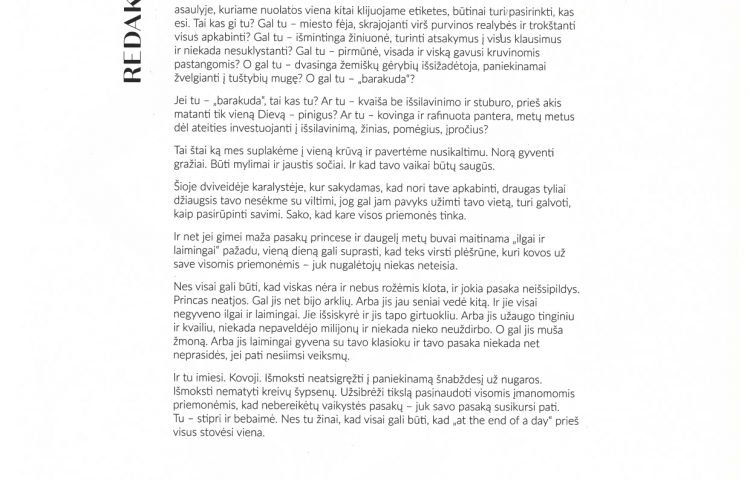 REDAK
asaulyje, kuriame nuolatos viena kitai klijuojame etiketes, būtinai turi pasirinkti, kas
esi. Tai kas gi tu? Gal tu – miesto fėja, skrajojanti virš purvinos realybės ir trokštanti
visus apkabinti? Gal tu – išmintinga žiniuonė, turinti atsakymus į visus klausimus
ir niekada nesuklystanti? Gal tu – pirmūnė, visada ir viską gavusi kruvinomis
pastangomis? O gal tu – dvasinga žemiškų gėrybių išsižadėtoja, paniekinamai
žvelgianti į tuštybių mugę? O gal tu – „barakuda“?
Jei tu – „barakuda“, tai kas tu? Ar tu – kvaiša be išsilavinimo ir stuburo, prieš akis
matanti tik vieną Dievą – pinigus? Ar tu – kovinga ir rafinuota pantera, metų metus
dėl ateities investuojanti į išsilavinimą, žinias, pomėgius, įpročius?
Tai štai ką mes suplakėme į vieną krūvą ir pavertėme nusikaltimu. Norą gyventi
gražiai. Būti mylimai ir jaustis sočiai. Ir kad tavo vaikai būtų saugūs.
Šioje dviveidėje karalystėje, kur sakydamas, kad nori tave apkabinti, draugas tyliai
džiaugsis tavo nesėkme su viltimi, jog gal jam pavyks užimti tavo vietą, turi galvoti,
kaip pasirūpinti savimi. Sako, kad kare visos priemonės tinka.
Ir net jei gimei maža pasakų princese ir daugelį metų buvai maitinama „ilgai ir
laimingai“ pažadu, vieną dieną gali suprasti, kad teks virsti plėšrūne, kuri kovos už
save visomis priemonėmis – juk nugalėtojų niekas neteisia.
Nes visai gali būti, kad viskas nėra ir nebus rožėmis klota, ir jokia pasaka neišsipildys.
Princas neatjos. Gal jis net bijo arklių. Arba jis jau seniai vedė kitą. Ir jie visai
negyveno ilgai ir laimingai. Jie išsiskyrė ir jis tapo girtuokliu. Arba jis užaugo tinginiu
ir kvailiu, niekada nepaveldėjo milijonų ir niekada nieko neuždirbo. O gal jis muša
žmoną. Arba jis laimingai gyvena su tavo klasioku ir tavo pasaka niekada net
neprasidės, jei pati nesiimsi veiksmų.
Ir tu imiesi. Kovoji. Išmoksti neatsigręžti į paniekinamą šnabždesį už nugaros.
Išmoksti nematyti kreivų šypsenų. Užsibrėži tikslą pasinaudoti visomis įmanomomis
priemonėmis, kad nebereikėtų vaikystės pasakų – juk savo pasaką susikursi pati.
Tu – stipri ir bebaimė. Nes tu žinai, kad visai gali būti, kad „at the end of a day“ prieš
visus stovėsi viena.